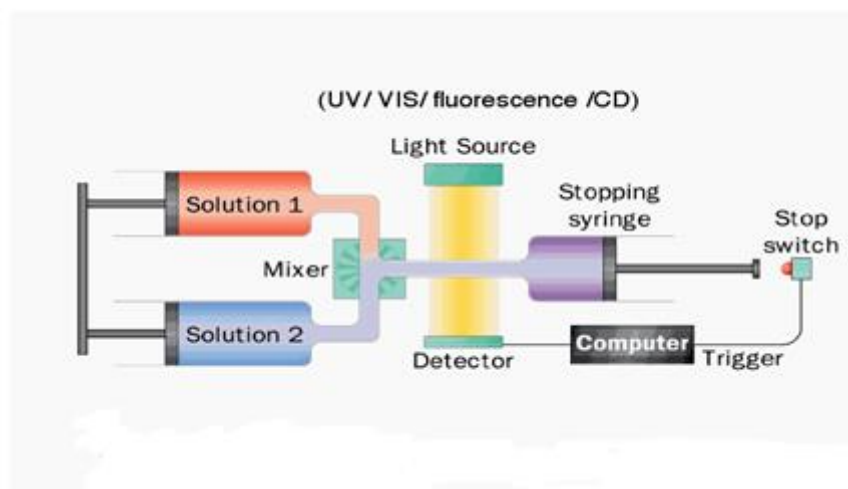 (UV/ VIS/ fluorescence /CD)
Light Source
Solution 1
Stopping
syringe
Stop
switch
Mixer
Solution 2
Detector
Computer
Trigger